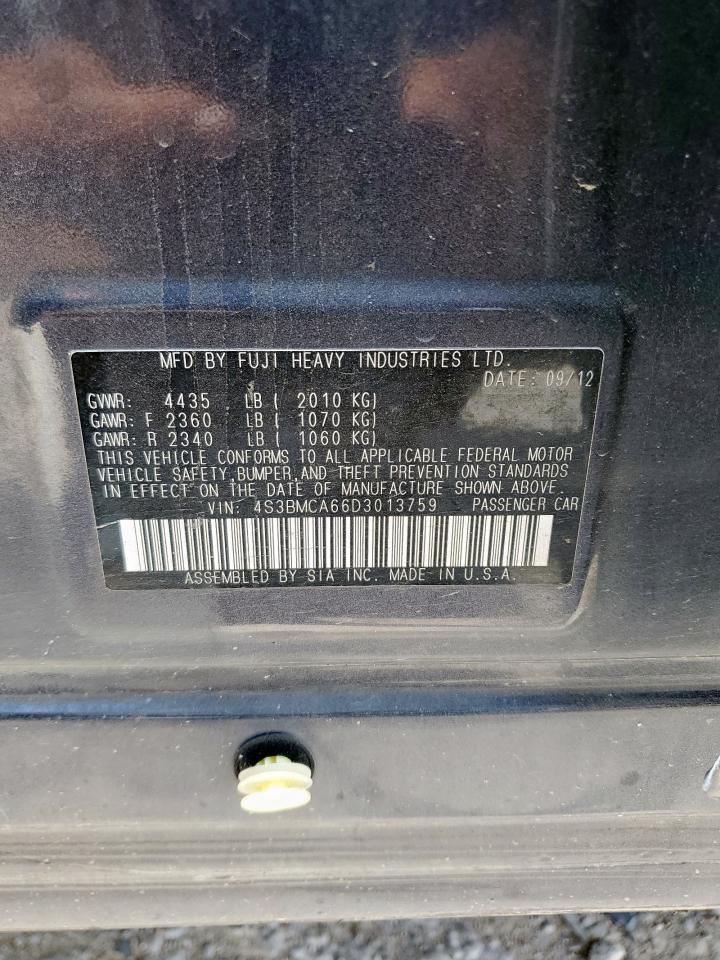 MFD BY FUJI HEAVY INDUSTRIES LTD.
DATE: 09/12
GVWR: 4435 LB ( 2010 KG)
GAWR: F 2360 LB ( 1070 KG)
GAWR: R 2340 LB ( 1060 KG)
THIS VEHICLE CONFORMS TO ALL APPLICABLE FEDERAL MOTOR
VEHICLE SAFETY,BUMPER,AND THEFT PREVENTION STANDARDS
IN EFFECT ON THE DATE OF MANUFACTURE SHOWN ABOVE.
VIN: 4S3BMCA66D3013759 PASSENGER CAR
ASSEMBLED BY SIA INC. MADE IN U.S.A.